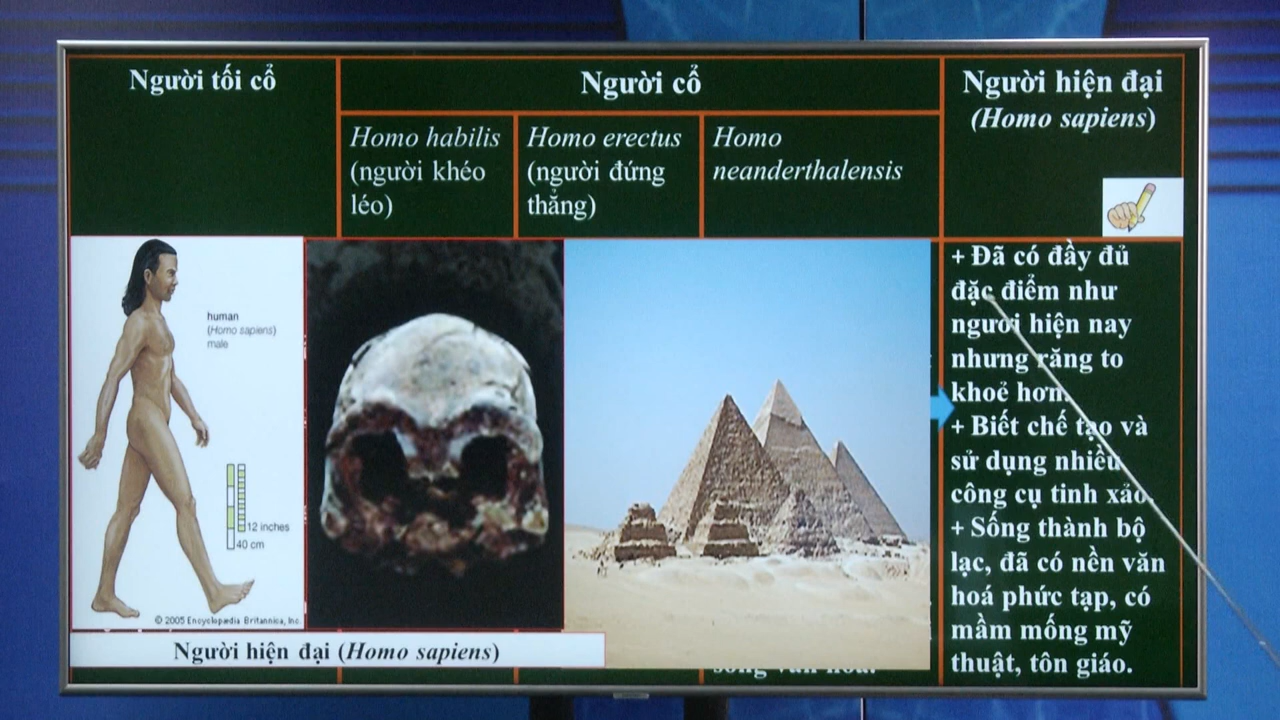 Người tối cổ
Người cổ
Người hiện đại
(Homo sapiens)
Homo habilis
(người khéo
léo)
Homo erectus
(người đứng
thẳng)
Homo
neanderthalensis
human
(Homo sapiens)
male
12 inches
40 cm
© 2005 Encyclopædia Britannica, Inc.
Người hiện đại (Homo sapiens)
+ Đã có đầy đủ
đặc điểm như
người hiện nay
nhưng răng to
khoẻ hơn.
+ Biết chế tạo và
sử dụng nhiều
công cụ tinh xảo.
+ Sống thành bộ
lạc, đã có nền văn
hoá phức tạp, có
mầm mống mỹ
thuật, tôn giáo.